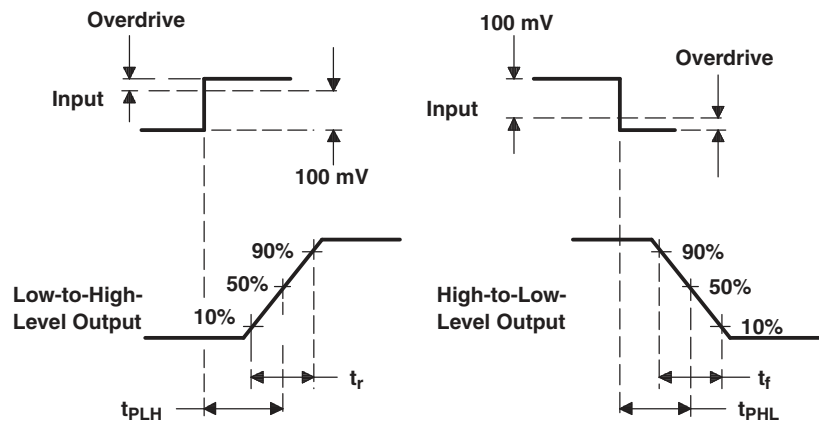 Overdrive
Input
100 mV
90%
50%
10%
Low-to-High-
Level Output
tr
tPLH
100 mV
Overdrive
Input
90%
50%
10%
High-to-Low-
Level Output
tf
tPHL